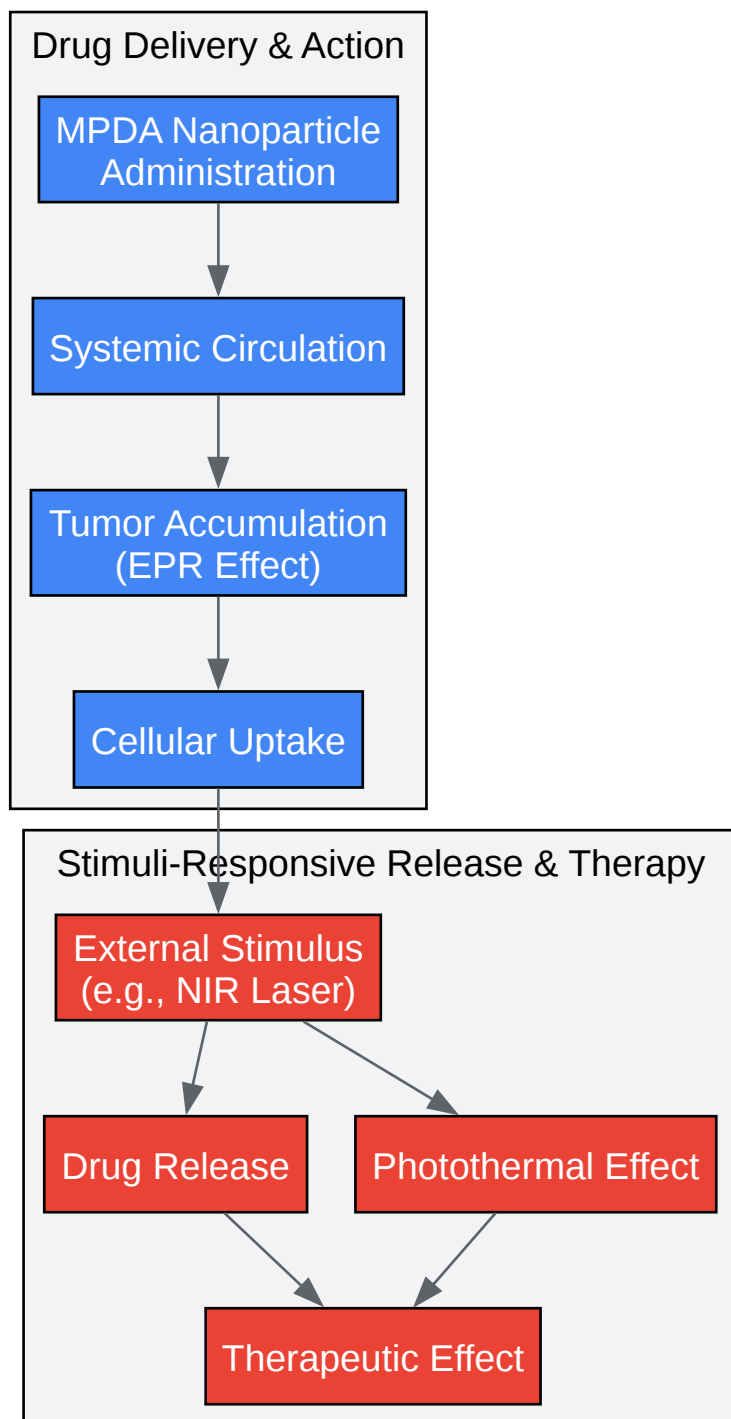 Drug Delivery & Action
MPDA Nanoparticle
Administration
Systemic Circulation
Tumor Accumulation
(EPR Effect)
Cellular Uptake
Stimuli-Responsive Release & Therapy
External Stimulus
(e.g., NIR Laser)
Drug Release
Photothermal Effect
Therapeutic Effect